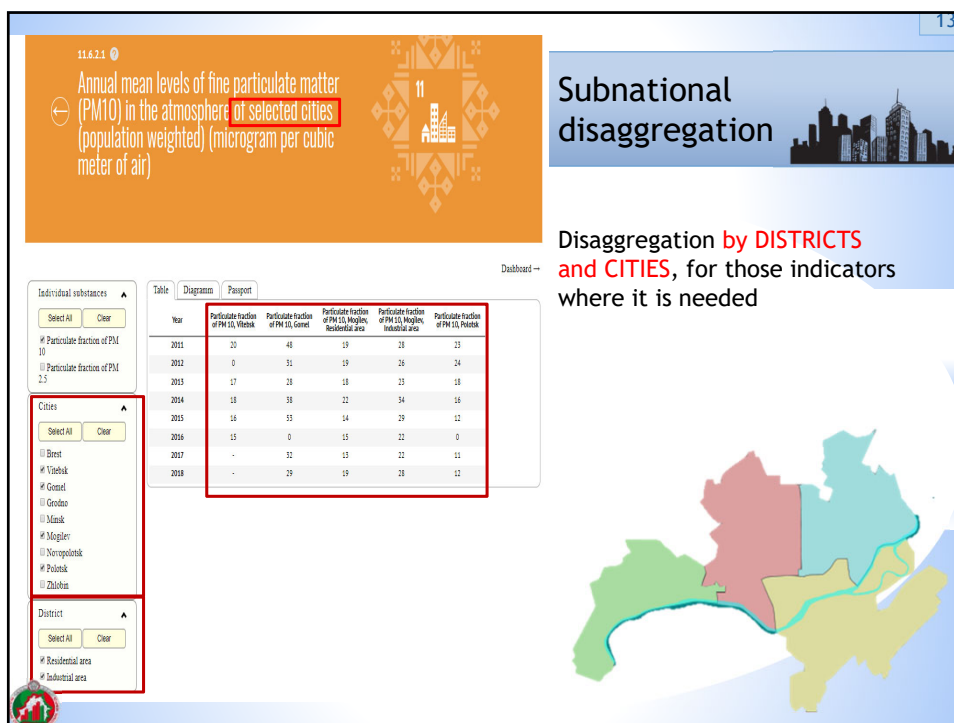 13
11.6.2.1 ?
Annual mean levels of fine particulate matter
(PM10) in the atmosphere of selected cities
(population weighted) (microgram per cubic
meter of air)
11
Subnational
disaggregation
Disaggregation by DISTRICTS
and CITIES, for those indicators
where it is needed
Dashboard →
Individual substances
Select All Clear
Particulate fraction of PM
10
Particulate fraction of PM
2.5
Cities
Select All Clear
Brest
Vitebsk
Gomel
Grodno
Minsk
Mogilev
Novopolotsk
Polotsk
Zhlobin
District
Select All Clear
Residential area
Industrial area
Table Diagramm Passport
Year Particulate fraction of PM 10, Vitebsk Particulate fraction of PM 10, Gomel Particulate fraction of PM 10, Mogilev, Residential area Particulate fraction of PM 10, Mogilev, Industrial area Particulate fraction of PM 10, Polotsk
2011 20 48 19 28 23
2012 0 31 19 26 24
2013 17 28 18 23 18
2014 18 38 22 34 16
2015 16 53 14 29 12
2016 15 0 15 22 0
2017 - 32 13 22 11
2018 - 29 19 28 12